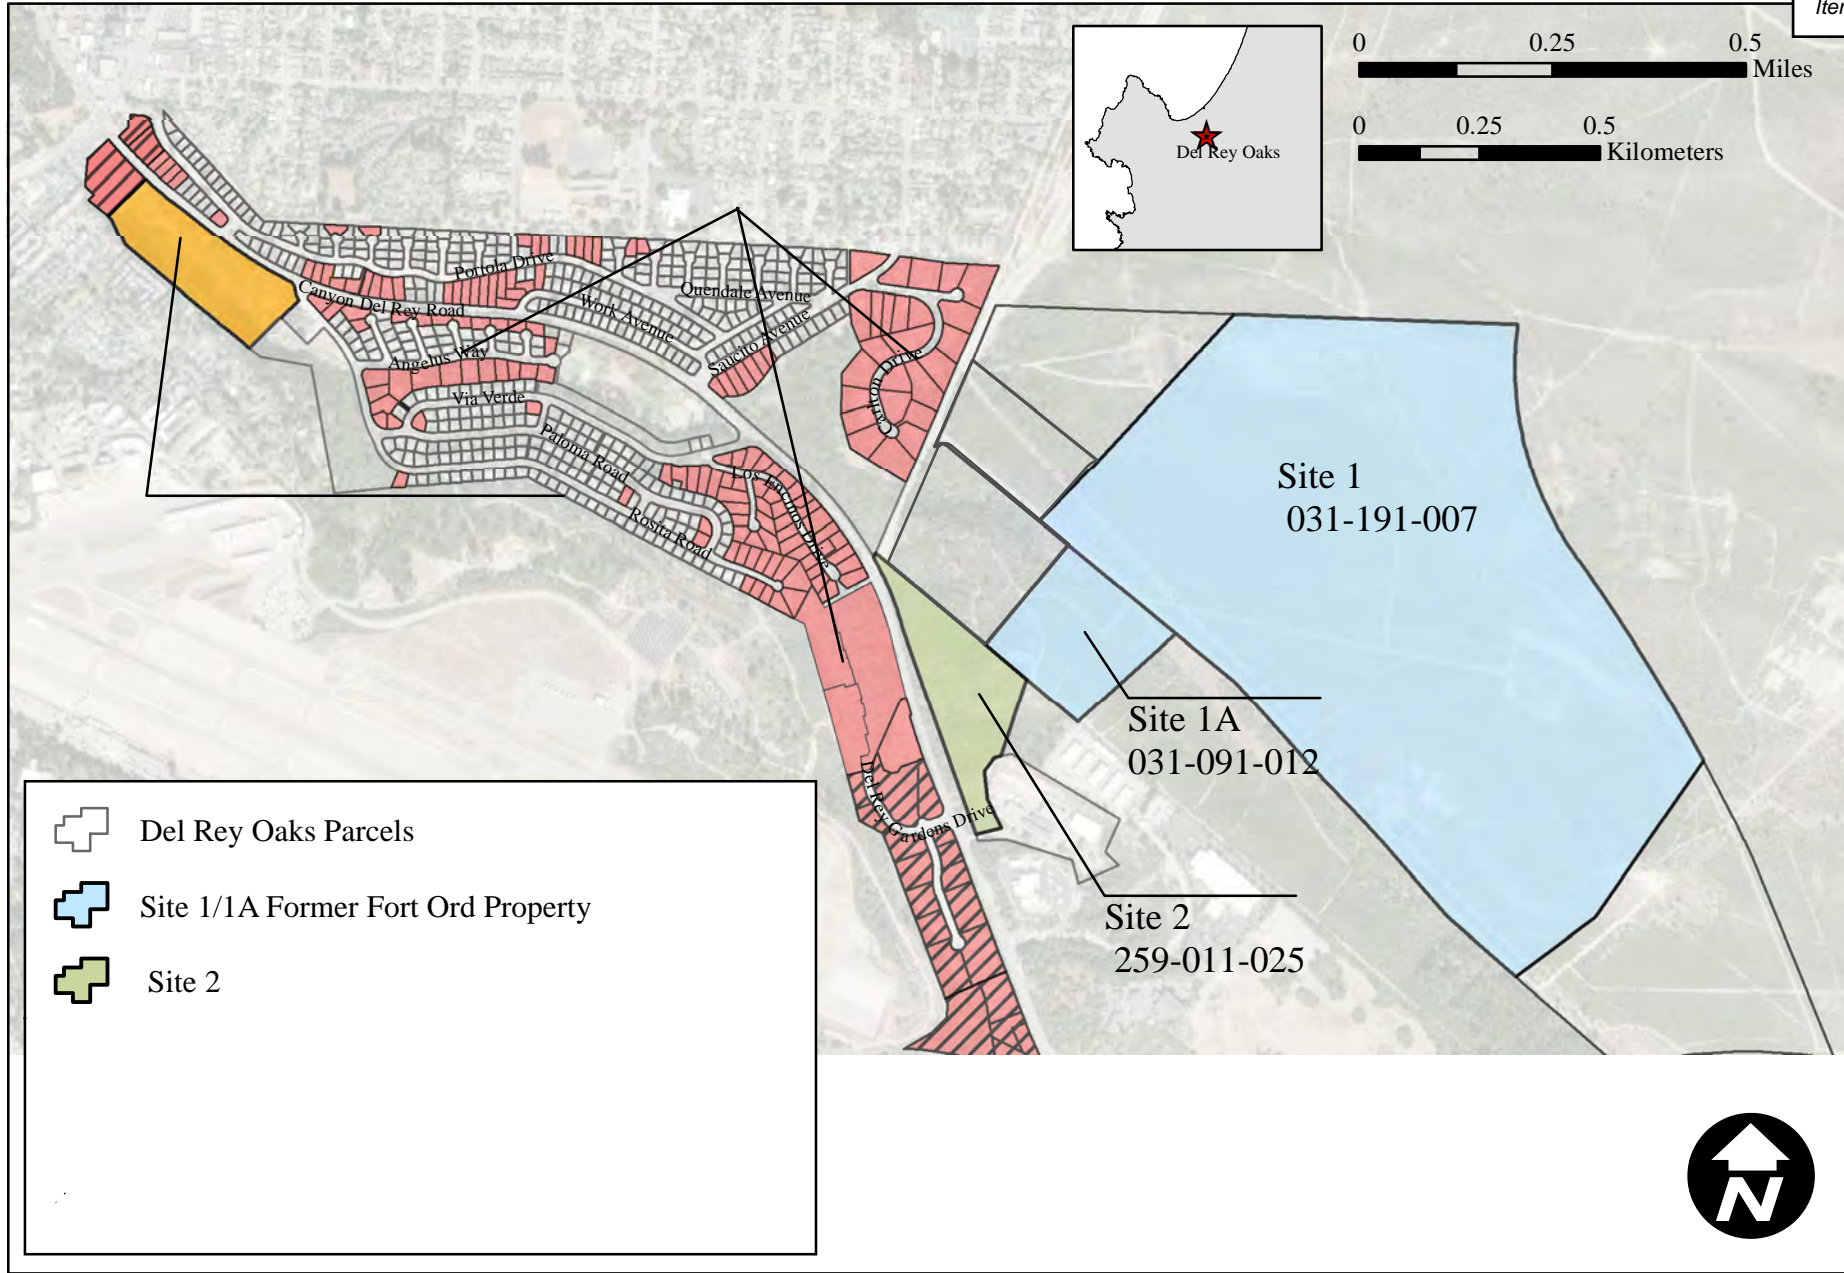 Iter
0 0.25 0.5
Miles
0 0.25 0.5
Kilometers
Del Rey Oaks
Portola Drive
Quendale Avenue
Canyon Del Rey Road
Work Avenue
Saucito Avenue
Angelus Way
Carlton Drive
Via Verde
Paloma Road
Los Encinos Drive
Rosita Road
Site 1
031-191-007
Site 1A
031-091-012
Del Rey Gardens Drive
Site 2
259-011-025
Del Rey Oaks Parcels
Site 1/1A Former Fort Ord Property
Site 2
N